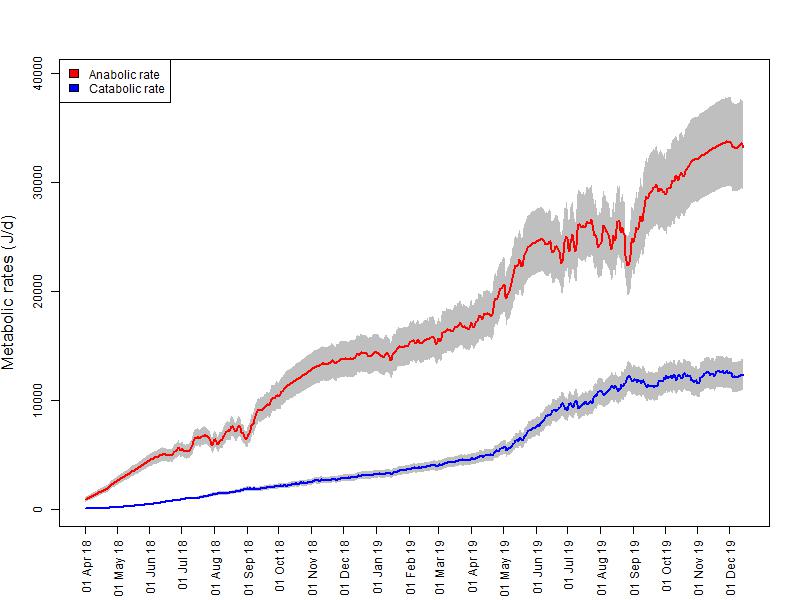 Anabolic rate
Catabolic rate
Metabolic rates (J/d)
40000
30000
20000
10000
0
01 Apr 18
01 May 18
01 Jun 18
01 Jul 18
01 Aug 18
01 Sep 18
01 Oct 18
01 Nov 18
01 Dec 18
01 Jan 19
01 Feb 19
01 Mar 19
01 Apr 19
01 May 19
01 Jun 19
01 Jul 19
01 Aug 19
01 Sep 19
01 Oct 19
01 Nov 19
01 Dec 19